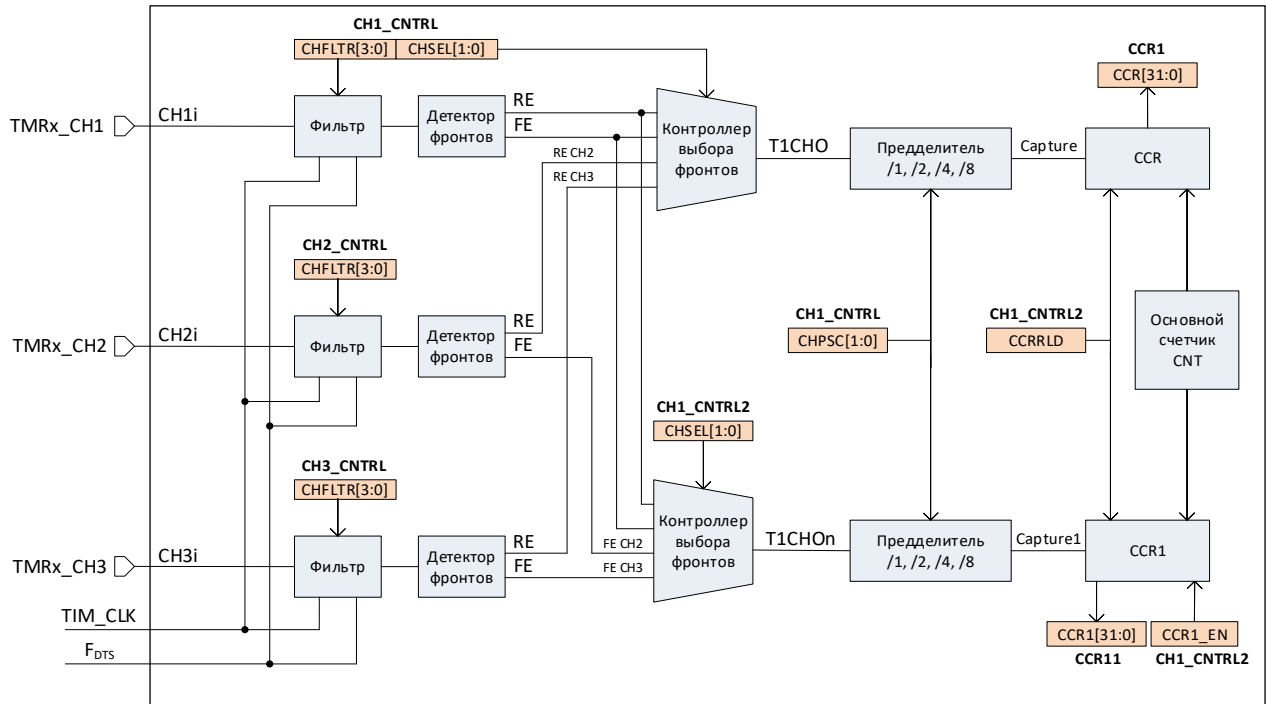 CH1_CNTRL
CHFLTR[3:0] CHSEL[1:0]
CCR1
CCR[31:0]
TMRx_CH1
CH1i
Фильтр
Детектор
фронтов
RE
FE
RE CH2
RE CH3
Контроллер
выбора
фронтов
T1CHO
Предделитель
/1, /2, /4, /8
Capture
CCR
CH2_CNTRL
CHFLTR[3:0]
TMRx_CH2
CH2i
Фильтр
Детектор
фронтов
RE
FE
CH1_CNTRL
CHPSC[1:0]
CH1_CNTRL2
CCRRLD
Основной
счетчик
CNT
CH1_CNTRL2
CHSEL[1:0]
CH3_CNTRL
CHFLTR[3:0]
TMRx_CH3
CH3i
Фильтр
Детектор
фронтов
RE
FE
FE CH2
FE CH3
Контроллер
выбора
фронтов
T1CHOn
Предделитель
/1, /2, /4, /8
Capture1
CCR1
TIM_CLK
FDTS
CCR1[31:0]
CCR11
CCR1_EN
CH1_CNTRL2